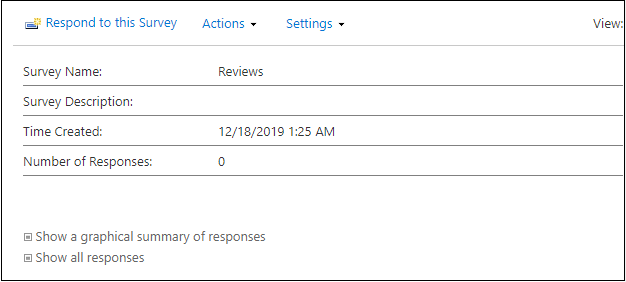 Respond to this Survey Actions Settings View:
Survey Name: Reviews
Survey Description:
Time Created: 12/18/2019 1:25 AM
Number of Responses: 0
Show a graphical summary of responses
Show all responses